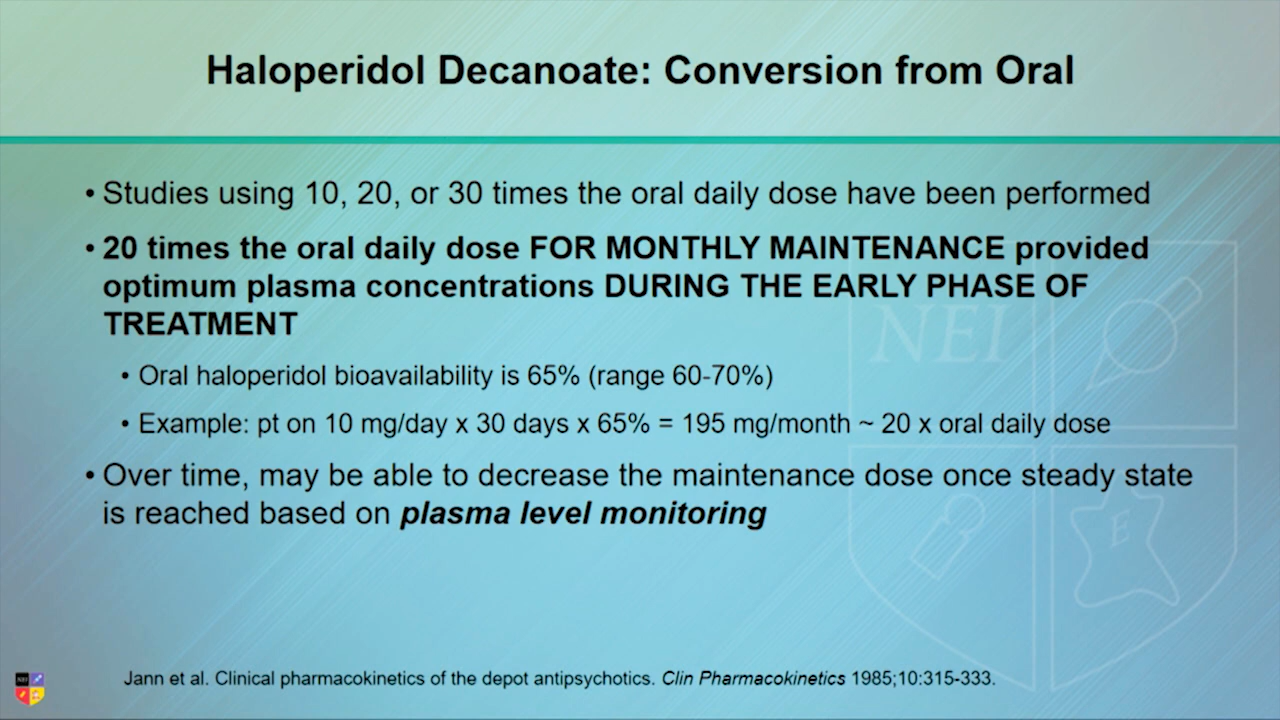 Haloperidol Decanoate: Conversion from Oral
• Studies using 10, 20, or 30 times the oral daily dose have been performed
• 20 times the oral daily dose FOR MONTHLY MAINTENANCE provided
optimum plasma concentrations DURING THE EARLY PHASE OF
TREATMENT
• Oral haloperidol bioavailability is 65% (range 60-70%)
• Example: pt on 10 mg/day x 30 days x 65% = 195 mg/month ~ 20 x oral daily dose
• Over time, may be able to decrease the maintenance dose once steady state
is reached based on plasma level monitoring
NEI
E
NEI
Jann et al. Clinical pharmacokinetics of the depot antipsychotics. Clin Pharmacokinetics 1985;10:315-333.